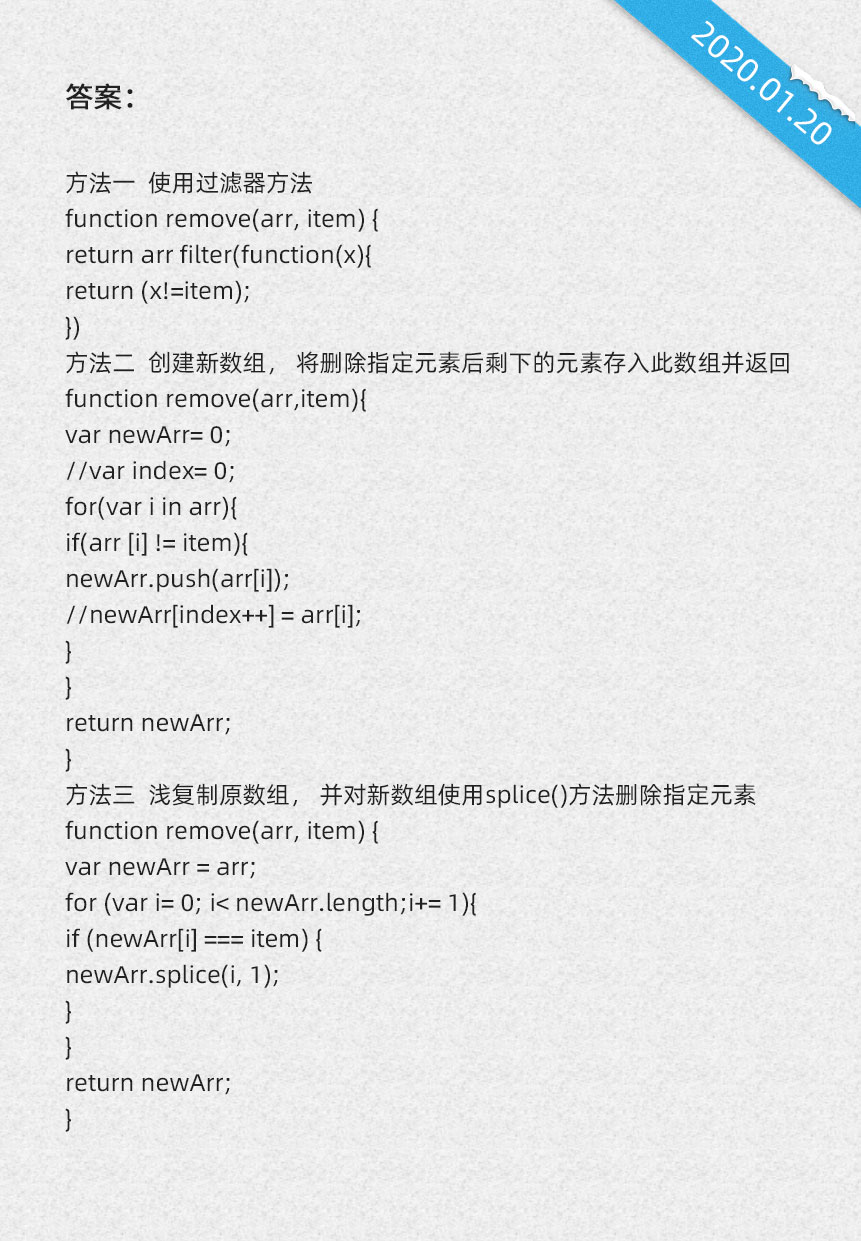 2020.01.20
答案：
方法一 使用过滤器方法
function remove(arr, item) {
return arr filter(function(x){
return (x!=item);
})
方法二 创建新数组， 将删除指定元素后剩下的元素存入此数组并返回
function remove(arr,item){
var newArr= 0;
//var index= 0;
for(var i in arr){
if(arr [i] != item){
newArr.push(arr[i]);
//newArr[index++] = arr[i];
}
}
return newArr;
}
方法三 浅复制原数组， 并对新数组使用splice()方法删除指定元素
function remove(arr, item) {
var newArr = arr;
for (var i= 0; i< newArr.length;i+= 1){
if (newArr[i] === item) {
newArr.splice(i, 1);
}
}
return newArr;
}